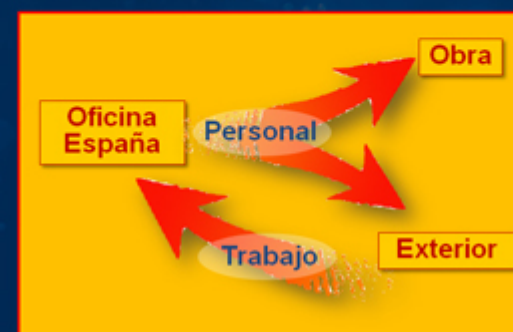 Obra
Oficina
España
Personal
Exterior
Trabajo